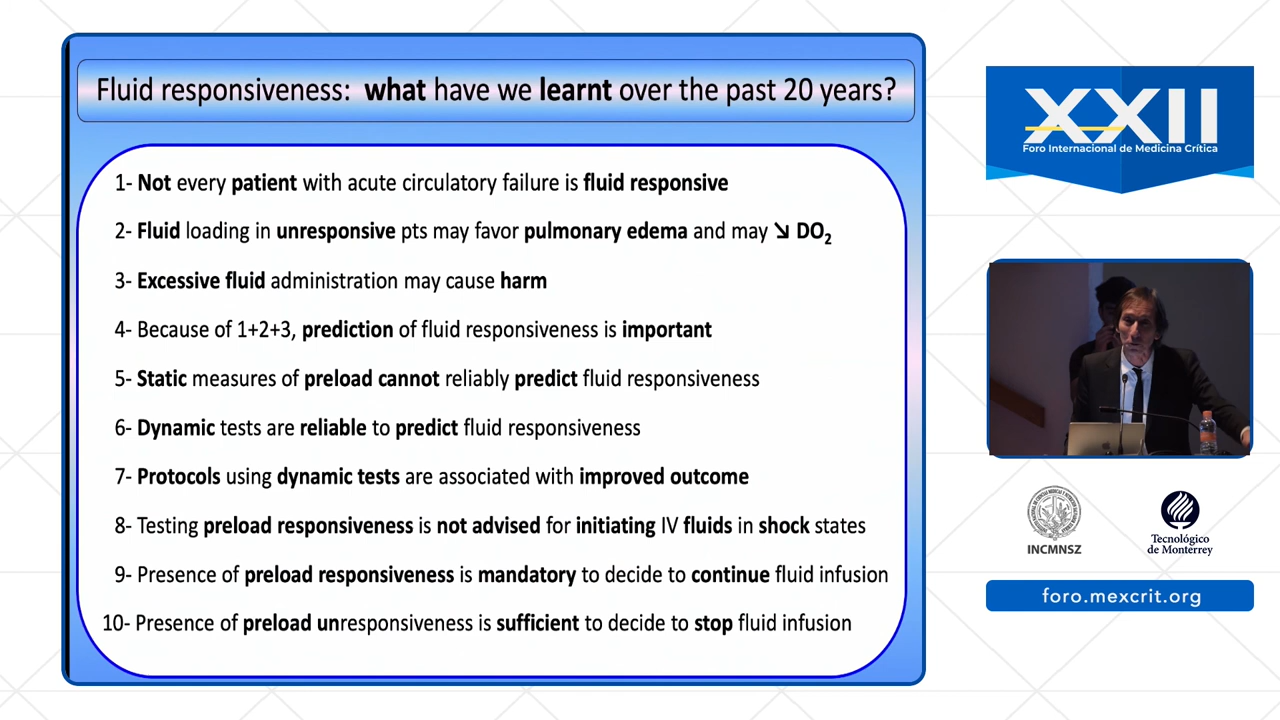 Fluid responsiveness: what have we learnt over the past 20 years?
1- Not every patient with acute circulatory failure is fluid responsive
2- Fluid loading in unresponsive pts may favor pulmonary edema and may ↘ DO₂
3- Excessive fluid administration may cause harm
4- Because of 1+2+3, prediction of fluid responsiveness is important
5- Static measures of preload cannot reliably predict fluid responsiveness
6- Dynamic tests are reliable to predict fluid responsiveness
7- Protocols using dynamic tests are associated with improved outcome
8- Testing preload responsiveness is not advised for initiating IV fluids in shock states
9- Presence of preload responsiveness is mandatory to decide to continue fluid infusion
10- Presence of preload unresponsiveness is sufficient to decide to stop fluid infusion
XXII
Foro Internacional de Medicina Crítica
INCMNSZ
Tecnológico
de Monterrey
foro.mexcrit.org